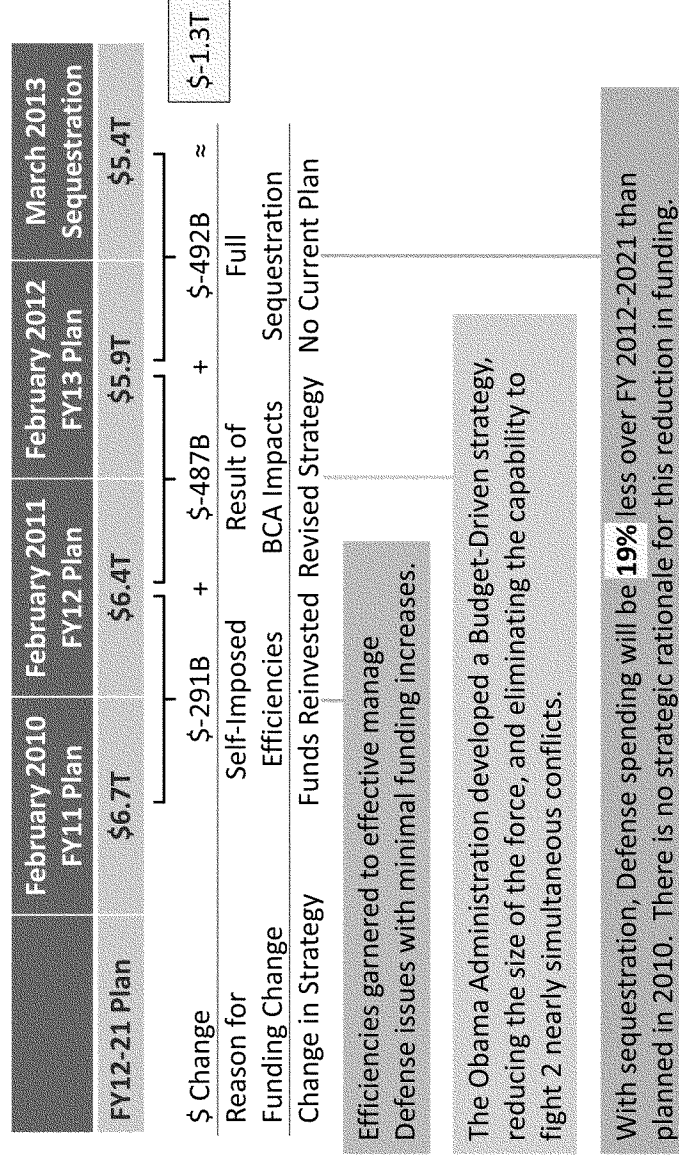 February 2010 February 2011 February 2012 March 2013
FY11 Plan FY12 Plan FY13 Plan Sequestration
FY12-21 Plan $6.7T $6.4T $5.9T $5.4T
$ Change $-291B + $-487B + $-492B ≈ $-1.3T
Reason for Self-Imposed Result of Full
Funding Change Efficiencies BCA Impacts Sequestration
Change in Strategy Funds Reinvested Revised Strategy No Current Plan
Efficiencies garnered to effective manage
Defense issues with minimal funding increases.
The Obama Administration developed a Budget-Driven strategy,
reducing the size of the force, and eliminating the capability to
fight 2 nearly simultaneous conflicts.
With sequestration, Defense spending will be 19% less over FY 2012-2021 than
planned in 2010. There is no strategic rationale for this reduction in funding.